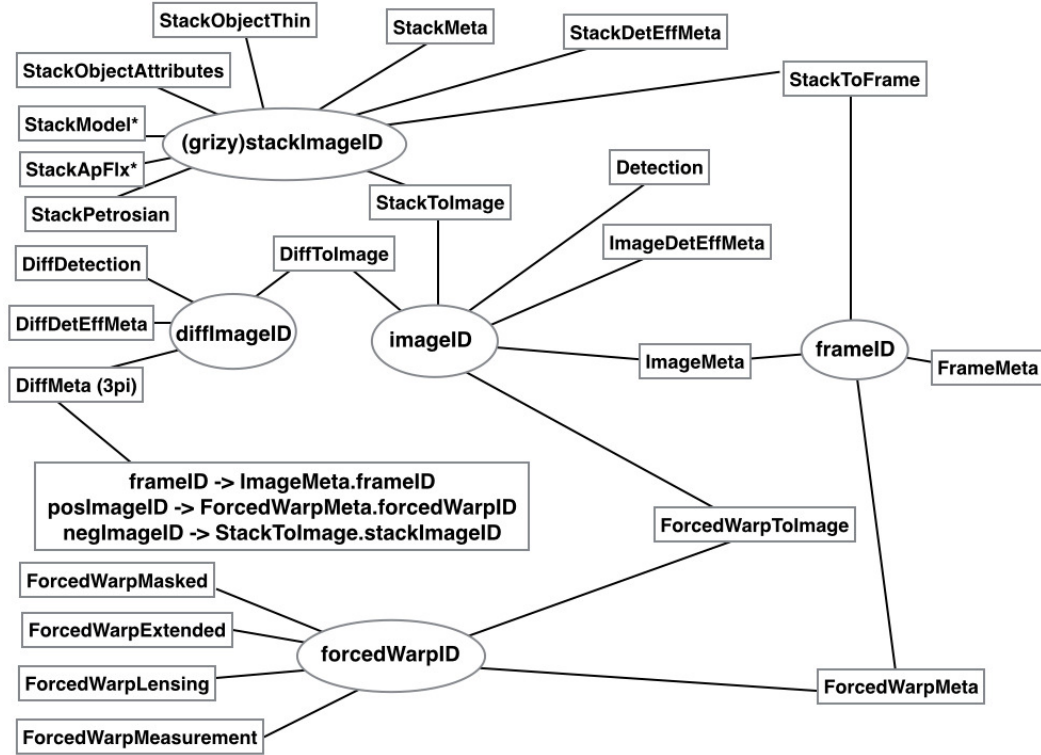 StackObjectThin
StackMeta
StackDetEffMeta
StackObjectAttributes
StackToFrame
StackModel*
(grizy)stackImageID
StackApFlx*
Detection
StackPetrosian
StackToImage
DiffDetection
DiffToImage
ImageDetEffMeta
DiffDetEffMeta
diffImageID
imageID
frameID
ImageMeta
FrameMeta
DiffMeta (3pi)
frameID -> ImageMeta.frameID
posImageID -> ForcedWarpMeta.forcedWarpID
negImageID -> StackToImage.stackImageID
ForcedWarpToImage
ForcedWarpMasked
ForcedWarpExtended
forcedWarpID
ForcedWarpLensing
ForcedWarpMeta
ForcedWarpMeasurement